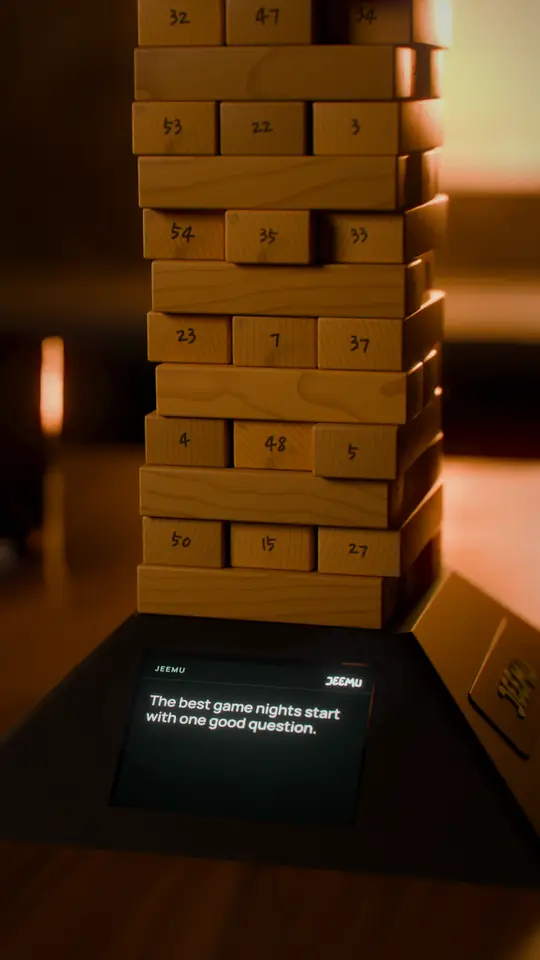 32 47 34
53 22 3
54 35 33
23 7 37
4 48 5
50 15 27
JEEMU JEEMU
The best game nights start
with one good question.